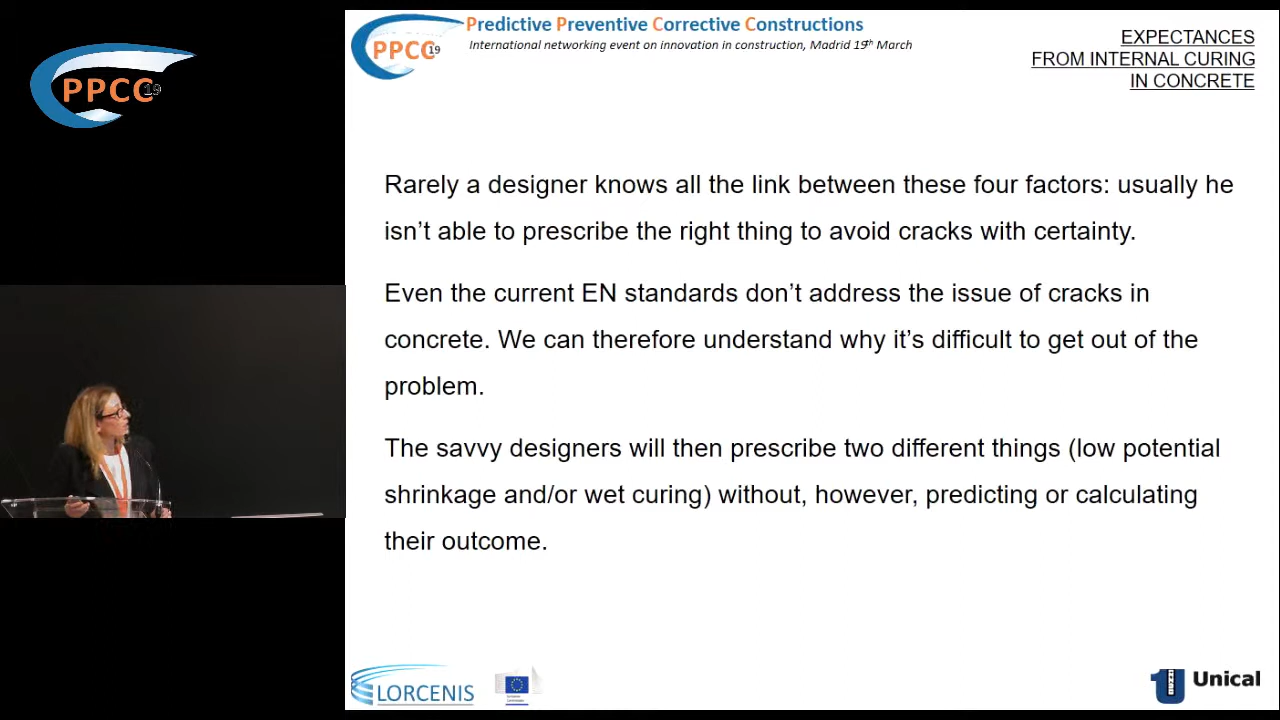 PPCC 19
PPCC 19
Predictive Preventive Corrective Constructions
International networking event on innovation in construction, Madrid 19th March
EXPECTANCES
FROM INTERNAL CURING
IN CONCRETE
Rarely a designer knows all the link between these four factors: usually he
isn’t able to prescribe the right thing to avoid cracks with certainty.
Even the current EN standards don’t address the issue of cracks in
concrete. We can therefore understand why it’s difficult to get out of the
problem.
The savvy designers will then prescribe two different things (low potential
shrinkage and/or wet curing) without, however, predicting or calculating
their outcome.
LORCENIS
Unical